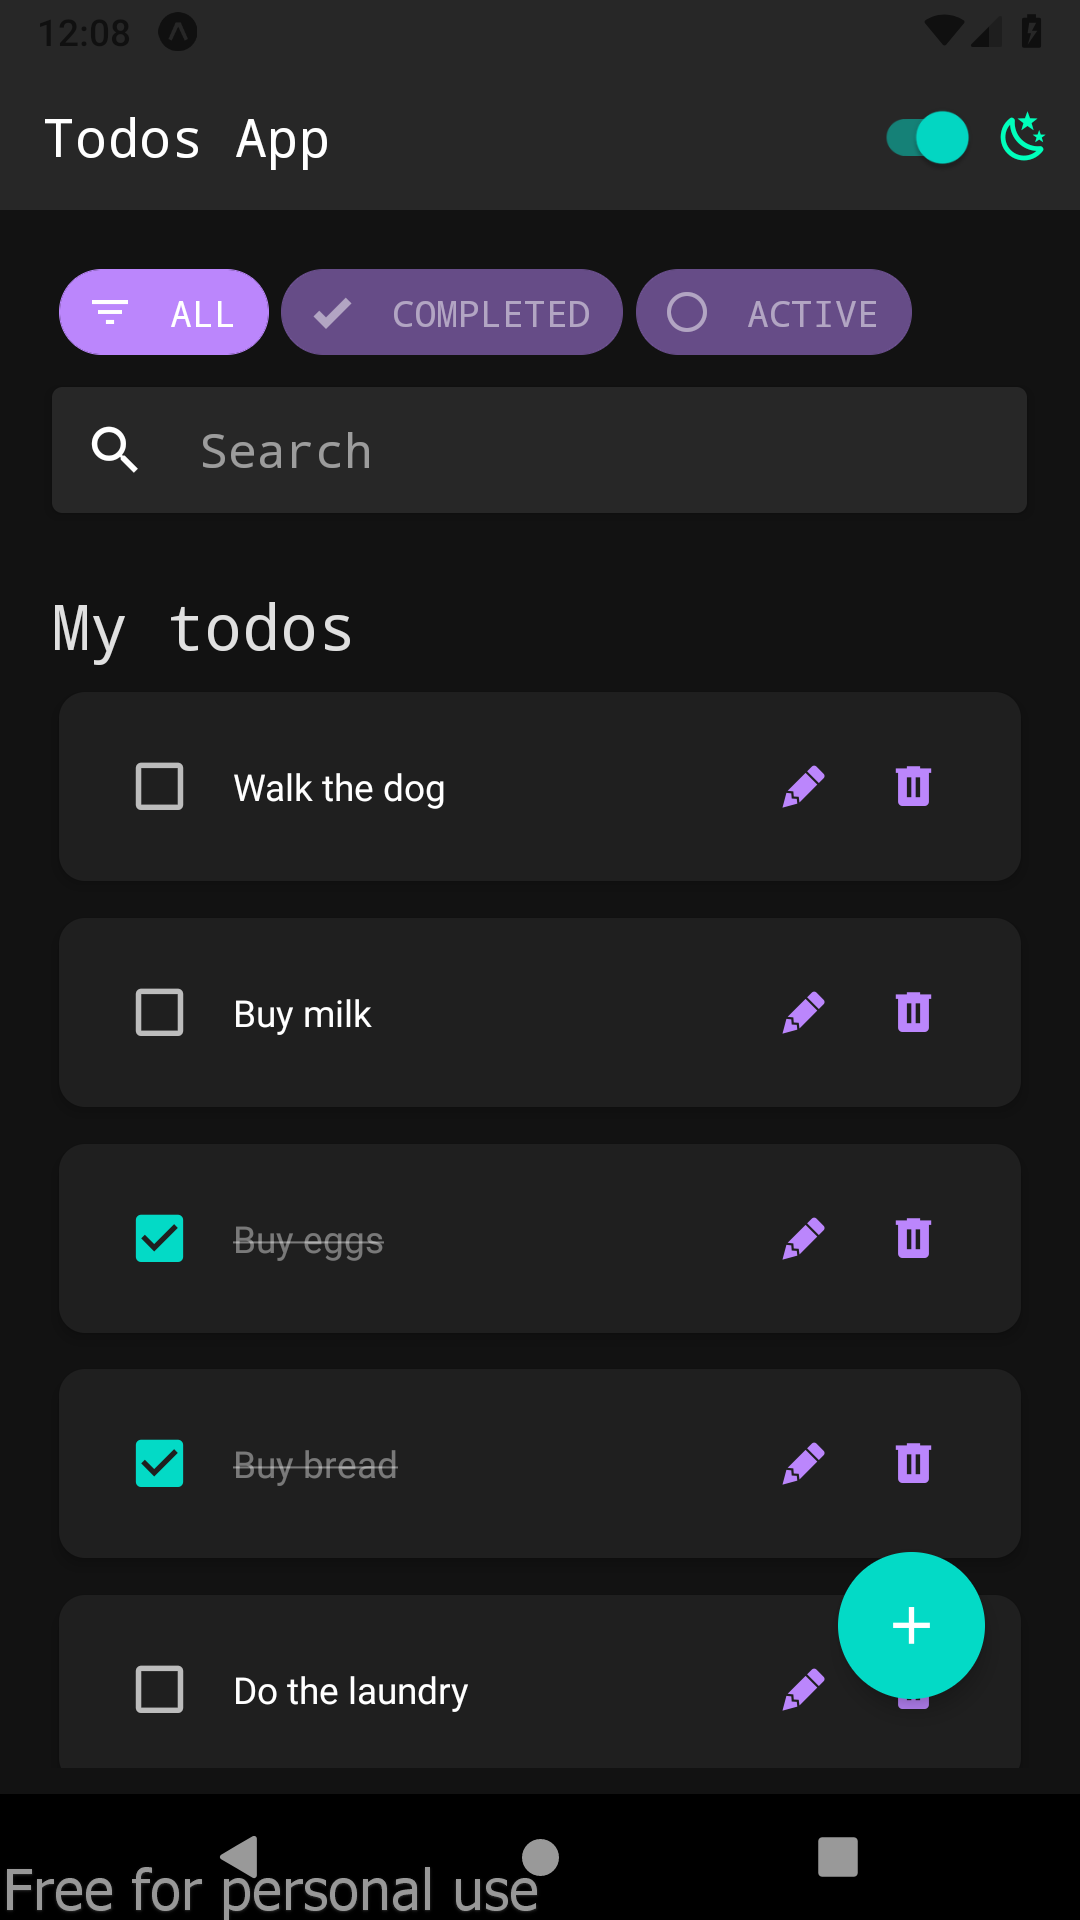 12:08
Todos App
ALL COMPLETED ACTIVE
Search
My todos
Walk the dog
Buy milk
Buy eggs
Buy bread
Do the laundry
Free for personal use